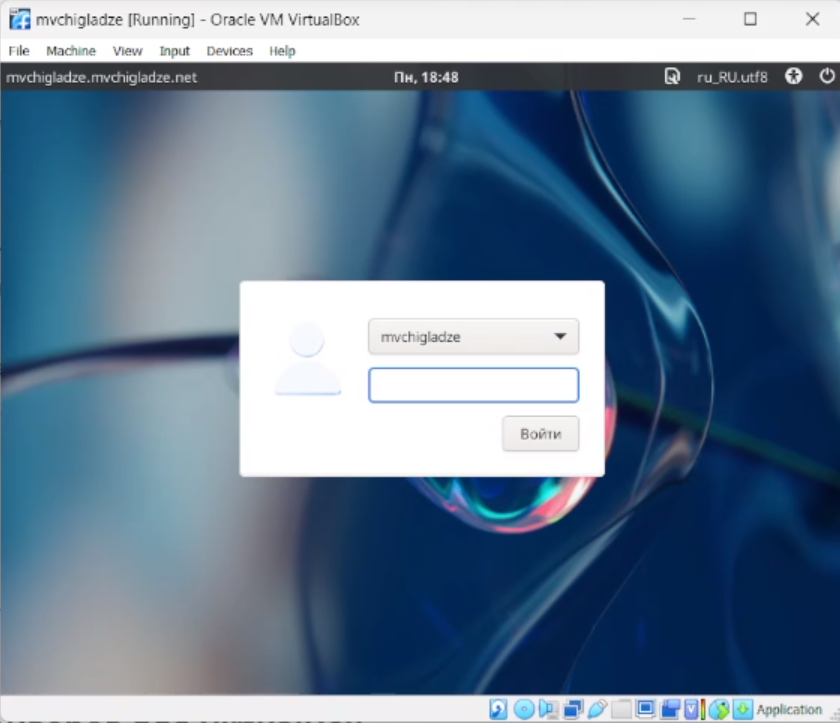 mvchigladze [Running] - Oracle VM VirtualBox
File Machine View Input Devices Help
mvchigladze.mvchigladze.net Пн, 18:48 ru_RU.utf8
mvchigladze
Войти
Application